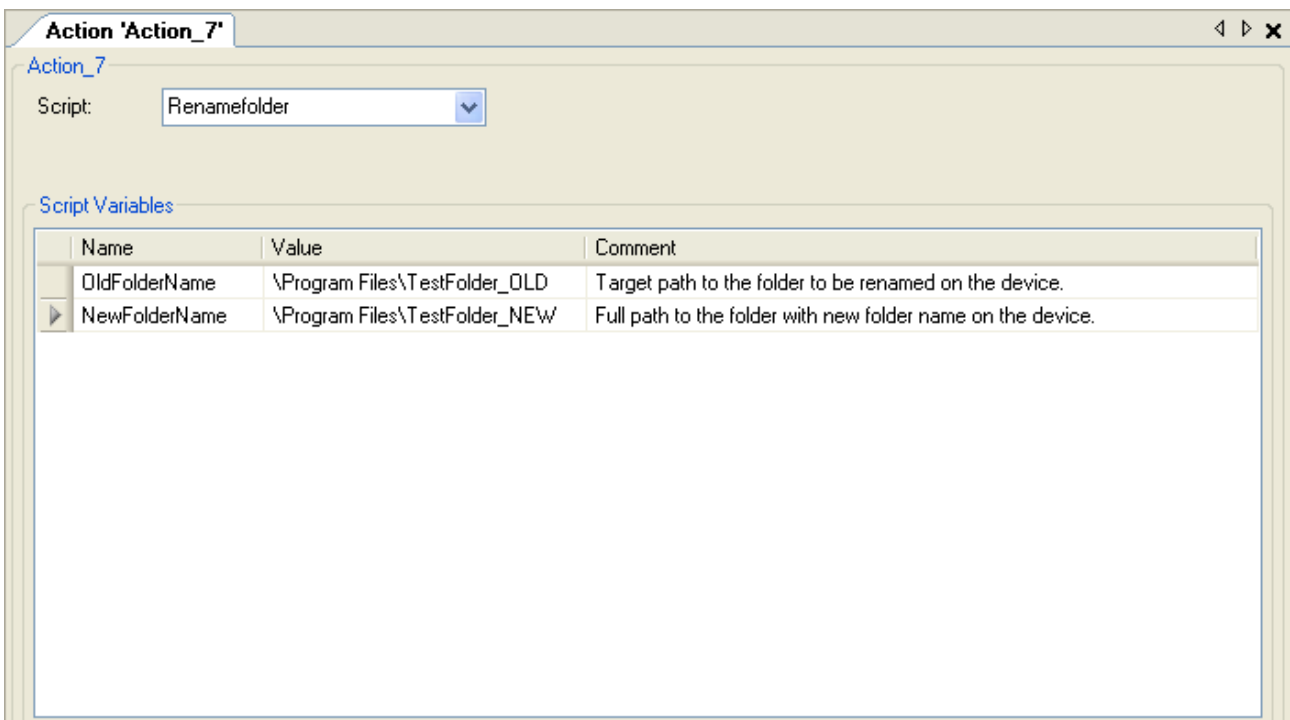 Action 'Action_7'
Action_7
Script: Renamefolder
Script Variables
Name Value Comment
OldFolderName \Program Files\TestFolder_OLD Target path to the folder to be renamed on the device.
NewFolderName \Program Files\TestFolder_NEW Full path to the folder with new folder name on the device.